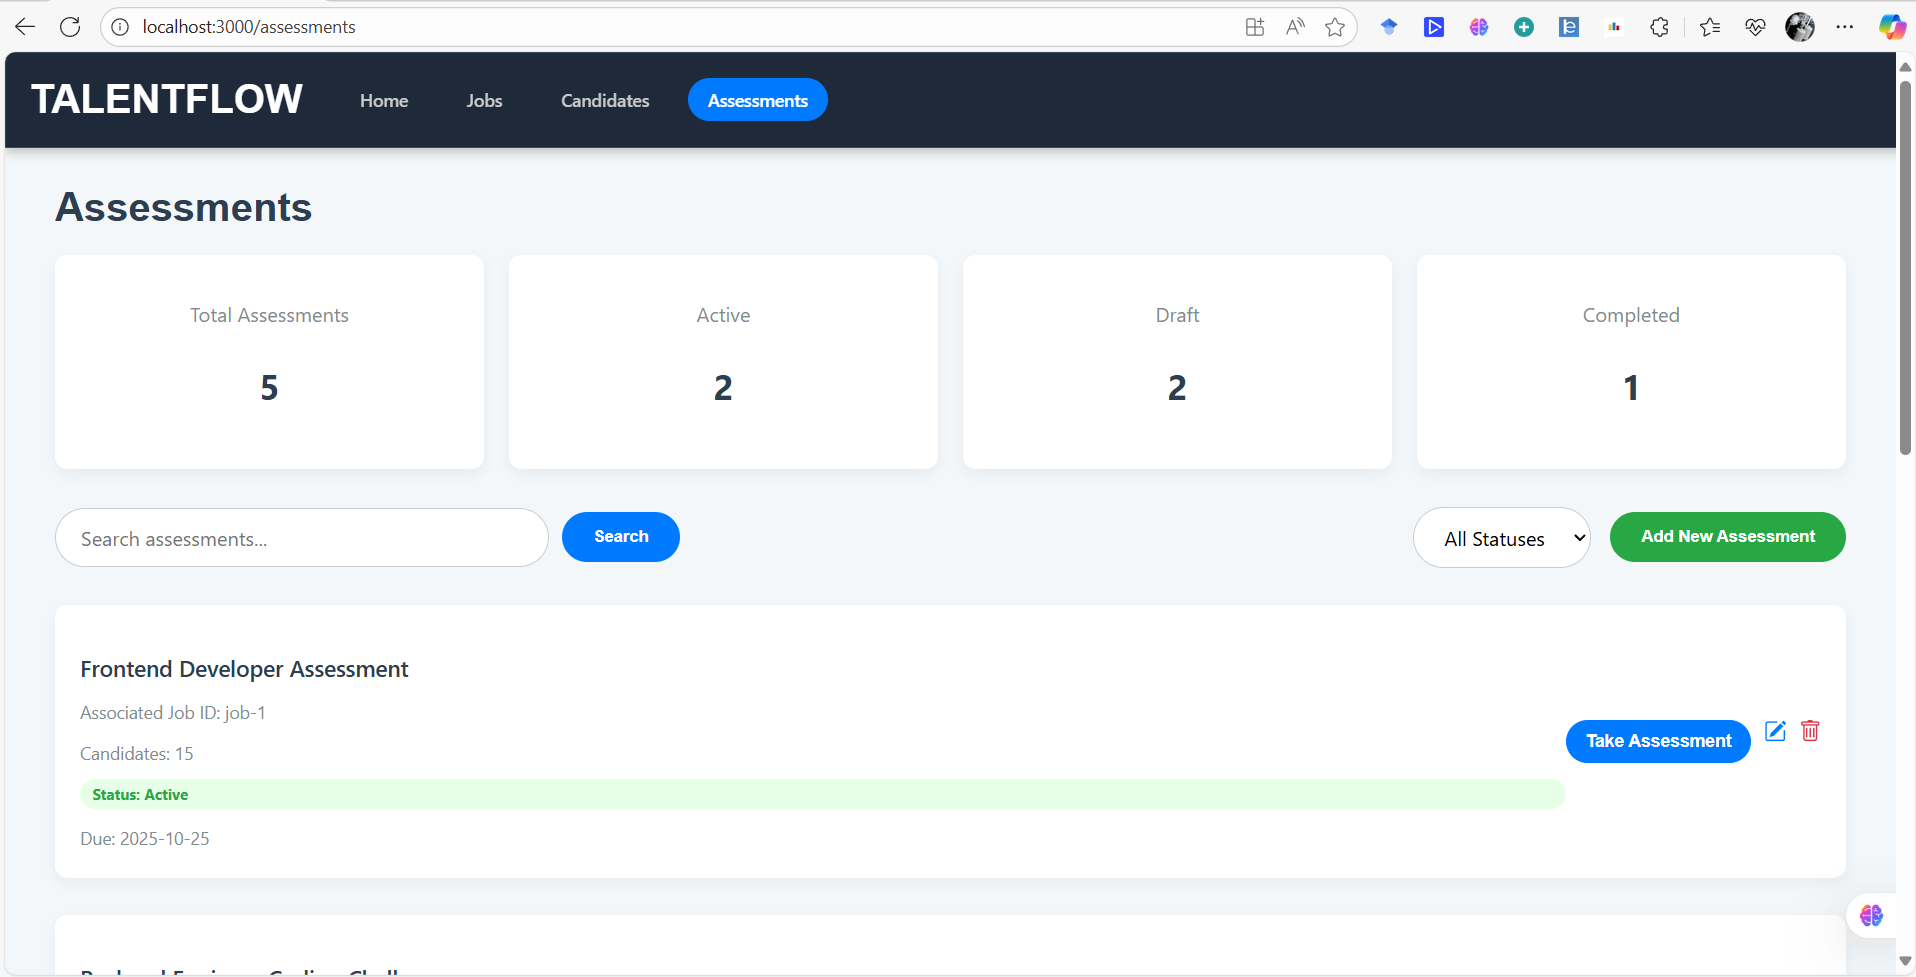 localhost:3000/assessments
TALENTFLOW Home Jobs Candidates Assessments
Assessments
Total Assessments
5
Active
2
Draft
2
Completed
1
Search assessments...
Search
All Statuses
Add New Assessment
Frontend Developer Assessment
Associated Job ID: job-1
Candidates: 15
Status: Active
Due: 2025-10-25
Take Assessment